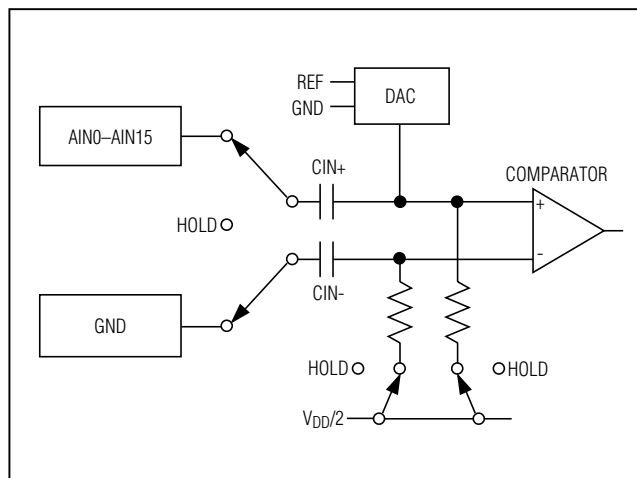 REF
GND
DAC
AIN0–AIN15
CIN+
COMPARATOR
+
HOLD
-
CIN-
GND
HOLD
HOLD
VDD/2